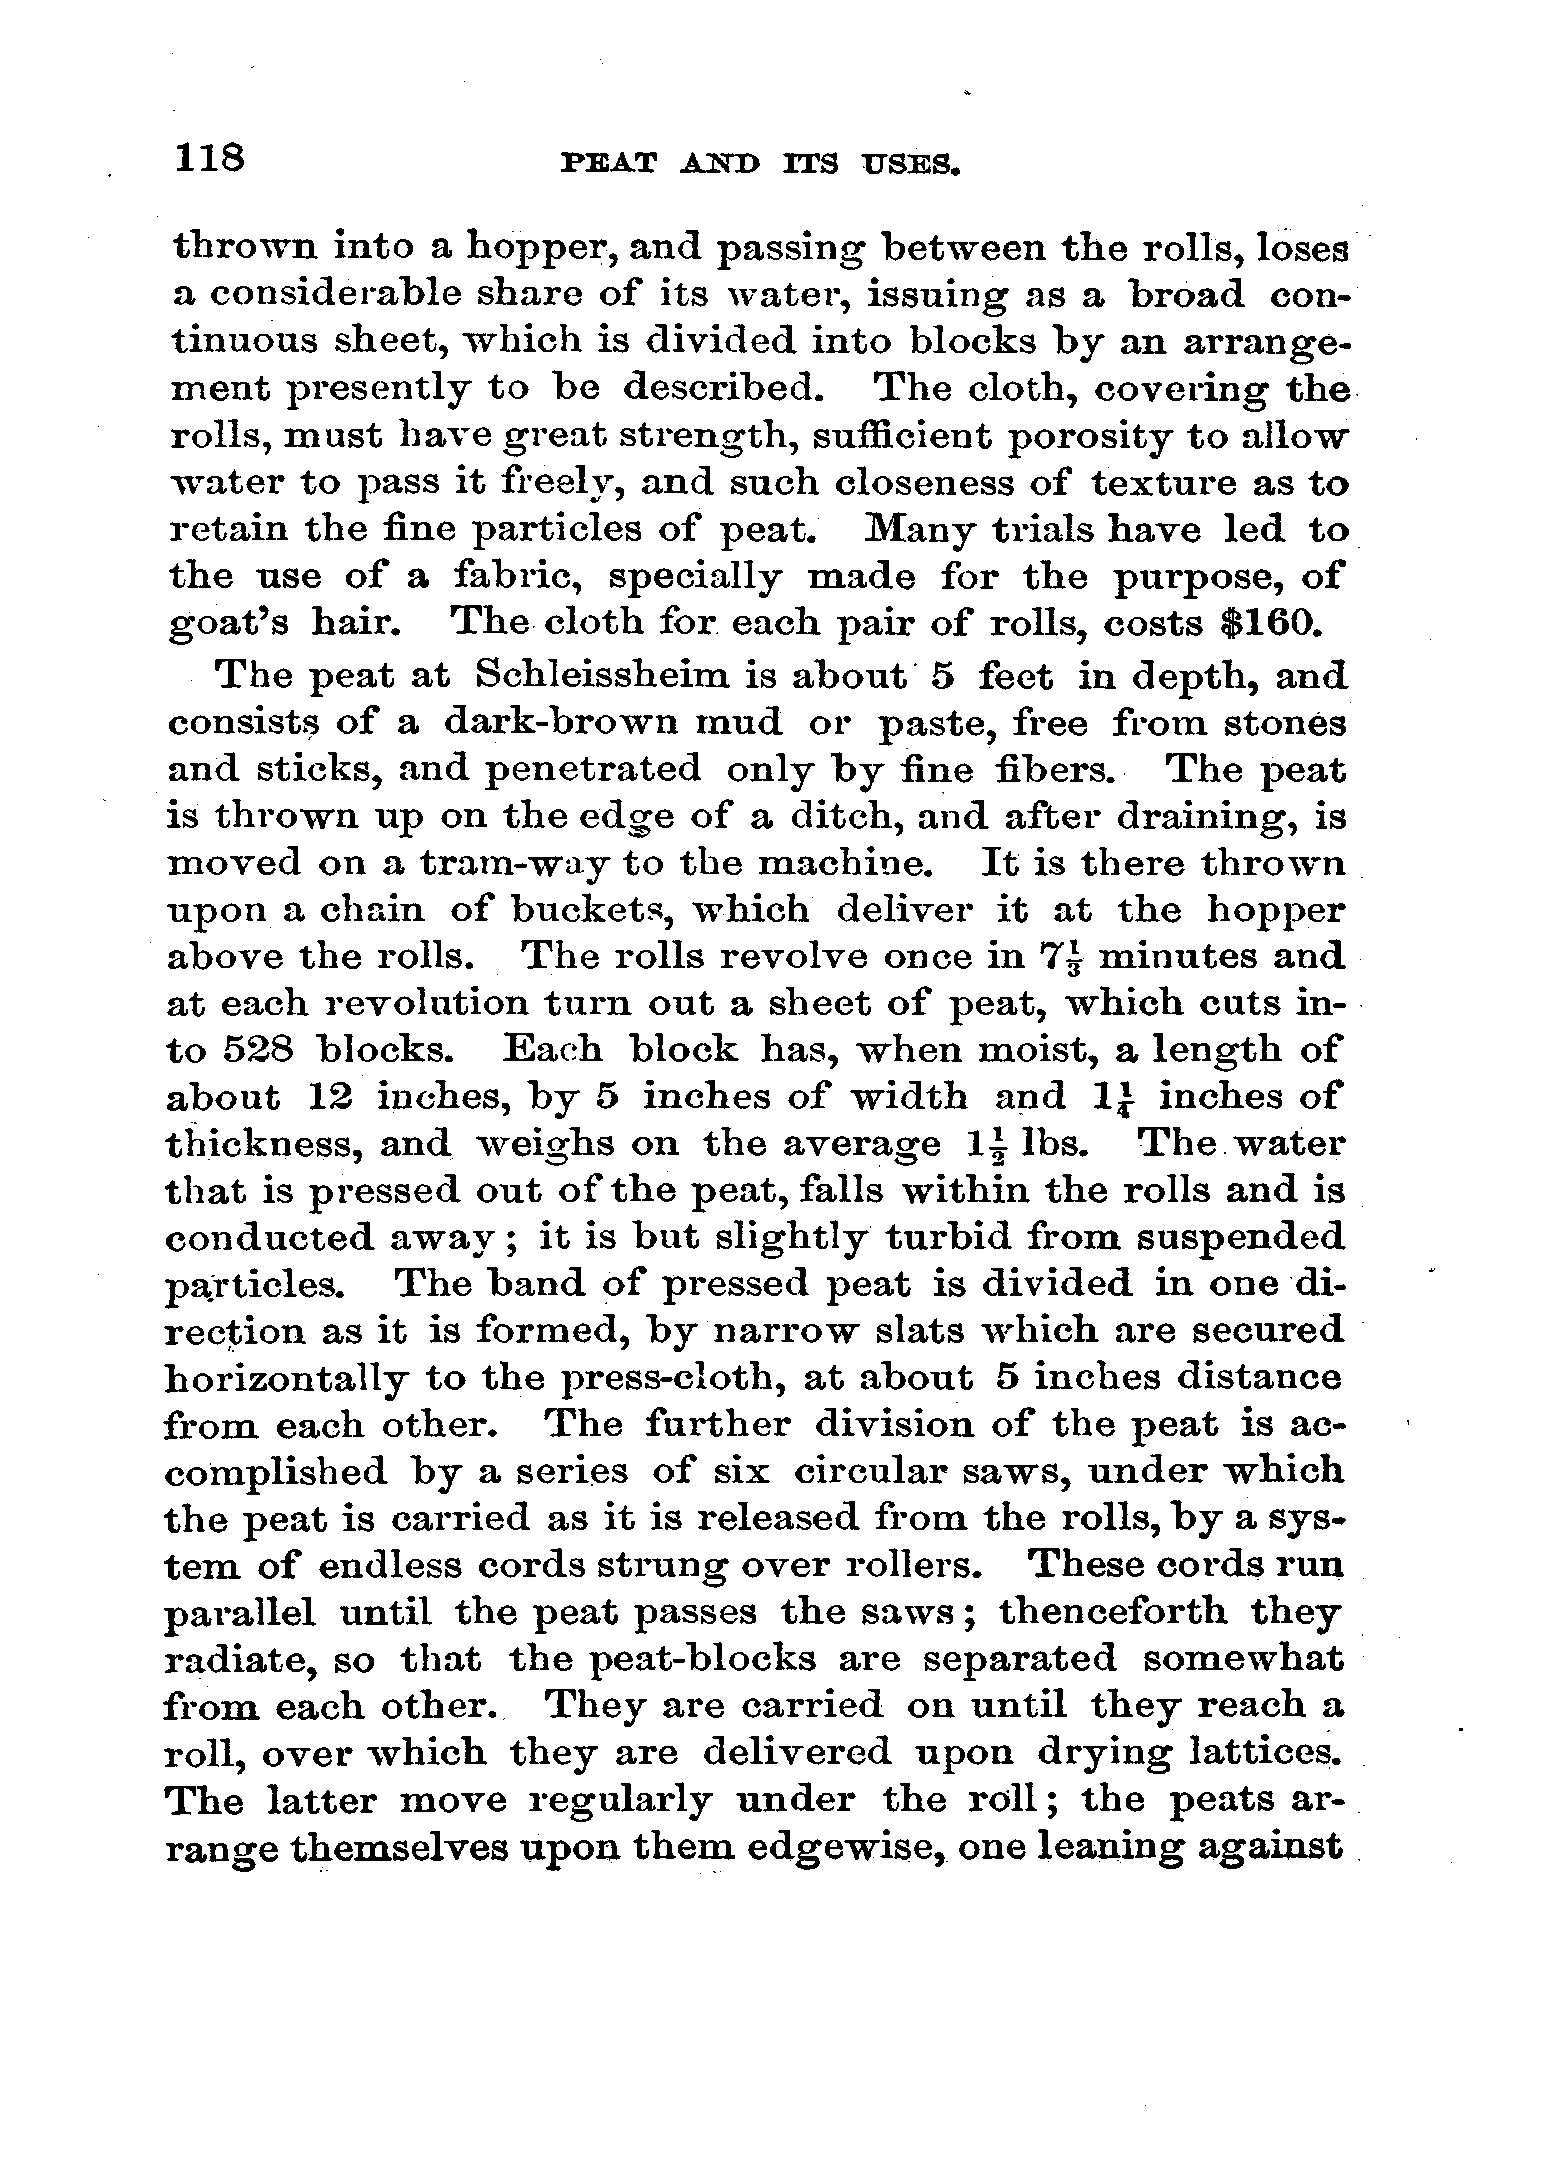 118 PEAT AND ITS USES.
thrown into a hopper, and passing between the rolls, loses
a considerable share of its water, issuing as a broad con-
tinuous sheet, which is divided into blocks by an arrange-
ment presently to be described. The cloth, covering the
rolls, must have great strength, sufficient porosity to allow
water to pass it freely, and such closeness of texture as to
retain the fine particles of peat. Many trials have led to
the use of a fabric, specially made for the purpose, of
goat's hair. The cloth for each pair of rolls, costs $160.
The peat at Schleissheim is about 5 feet in depth, and
consists of a dark-brown mud or paste, free from stones
and sticks, and penetrated only by fine fibers. The peat
is thrown up on the edge of a ditch, and after draining, is
moved on a tram-way to the machine. It is there thrown
upon a chain of buckets, which deliver it at the hopper
above the rolls. The rolls revolve once in 7⅓ minutes and
at each revolution turn out a sheet of peat, which cuts in-
to 528 blocks. Each block has, when moist, a length of
about 12 inches, by 5 inches of width and 1¼ inches of
thickness, and weighs on the average 1½ lbs. The water
that is pressed out of the peat, falls within the rolls and is
conducted away; it is but slightly turbid from suspended
particles. The band of pressed peat is divided in one di-
rection as it is formed, by narrow slats which are secured
horizontally to the press-cloth, at about 5 inches distance
from each other. The further division of the peat is ac-
complished by a series of six circular saws, under which
the peat is carried as it is released from the rolls, by a sys-
tem of endless cords strung over rollers. These cords run
parallel until the peat passes the saws; thenceforth they
radiate, so that the peat-blocks are separated somewhat
from each other. They are carried on until they reach a
roll, over which they are delivered upon drying lattices.
The latter move regularly under the roll; the peats ar-
range themselves upon them edgewise, one leaning against